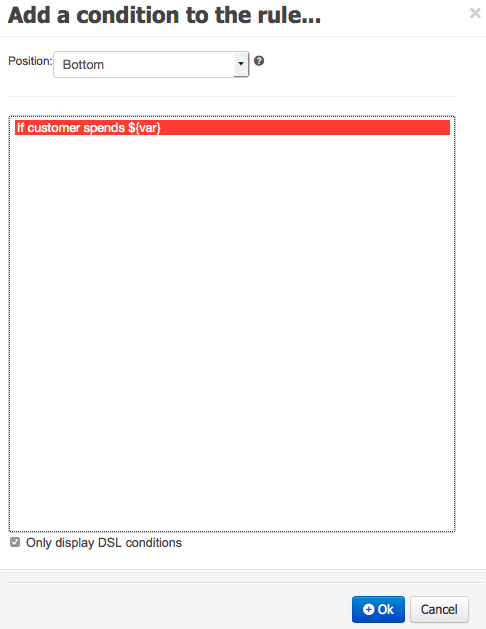 Add a condition to the rule...
Position: Bottom
If customer spends ${var}
Only display DSL conditions
Ok Cancel